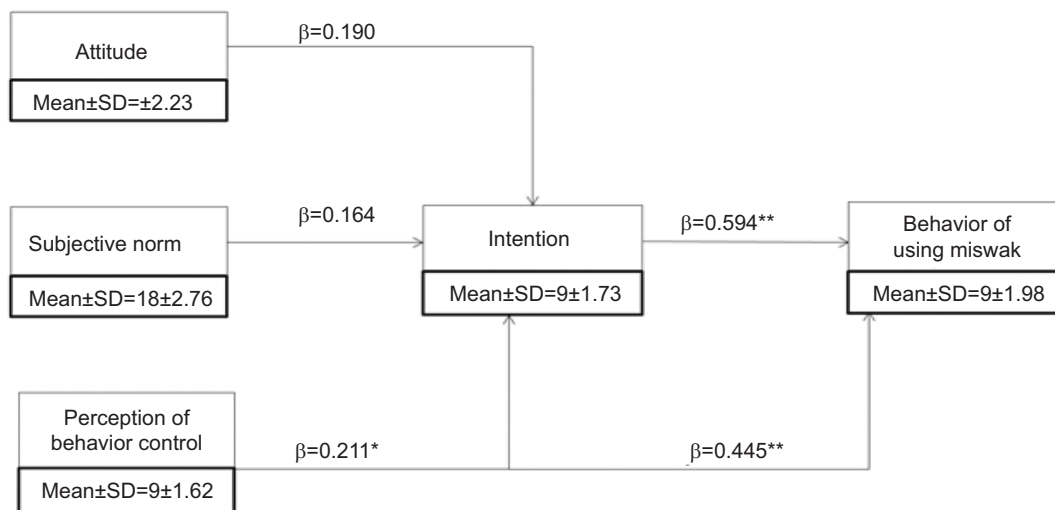 Attitude
Mean±SD=±2.23
β=0.190
Subjective norm
Mean±SD=18±2.76
β=0.164
Intention
Mean±SD=9±1.73
β=0.594**
Behavior of
using miswak
Mean±SD=9±1.98
Perception of
behavior control
Mean±SD=9±1.62
β=0.211*
β=0.445**